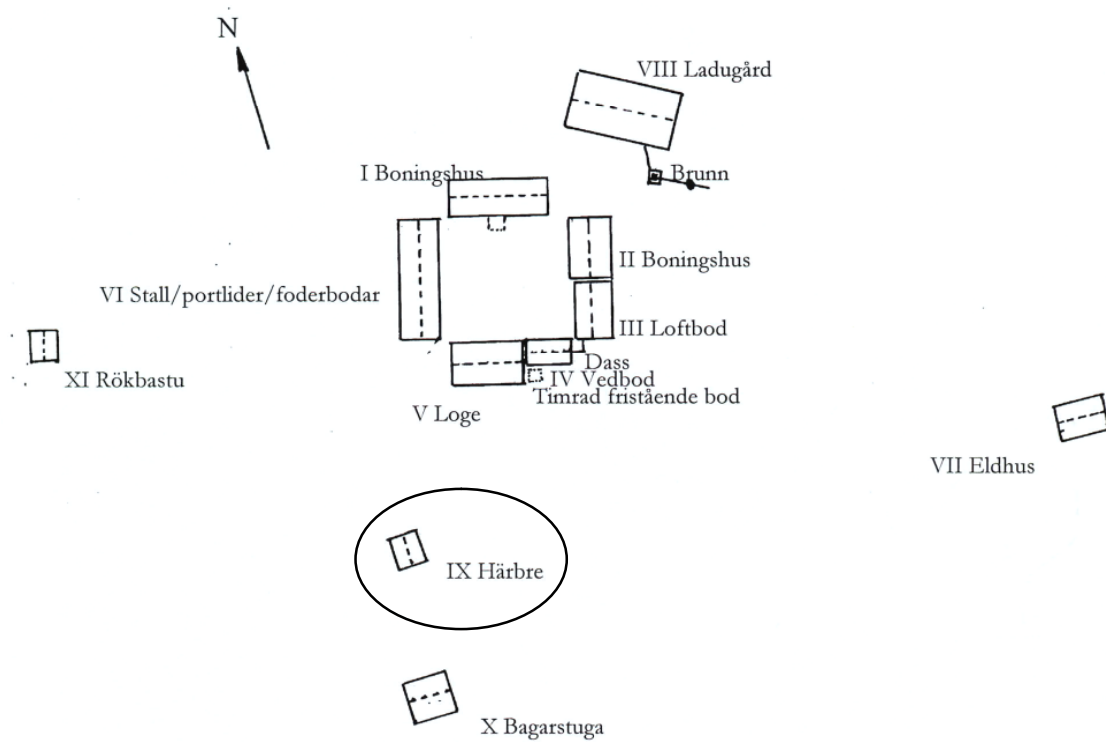 N
VIII Ladugård
I Boningshus
Brunn
II Boningshus
VI Stall/portlider/foderbodar
III Loftbod
Dass
XI Rökbastu
IV Vedbod
Timrad fristående bod
V Loge
VII Eldhus
IX Härbre
X Bagarstuga